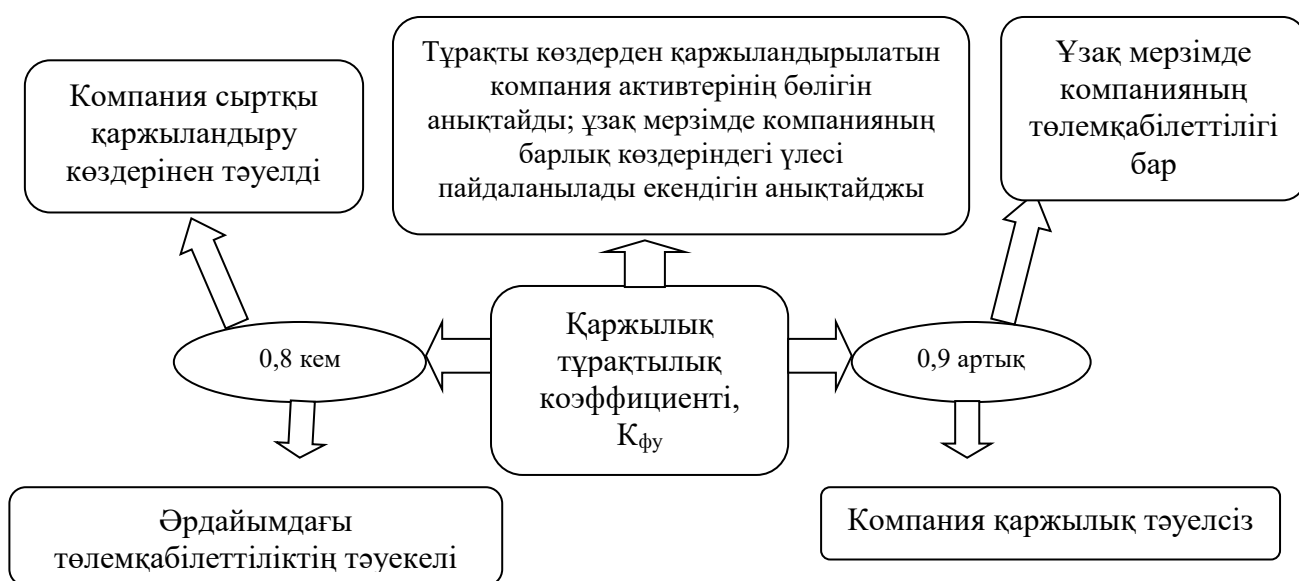 Тұрақты көздерден қаржыландырылатын
компания активтерінің бөлігін
анықтайды; ұзақ мерзімде компанияның
барлық көздеріндегі үлесі
пайдаланылады екендігін анықтайджы
Компания сыртқы
қаржыландыру
көздерінен тәуелді
Ұзақ мерзімде
компанияның
төлемқабілеттілігі
бар
0,8 кем
Қаржылық
тұрақтылық
коэффициенті,
Кфу
0,9 артық
Әрдайымдағы
төлемқабілеттіліктің тәуекелі
Компания қаржылық тәуелсіз